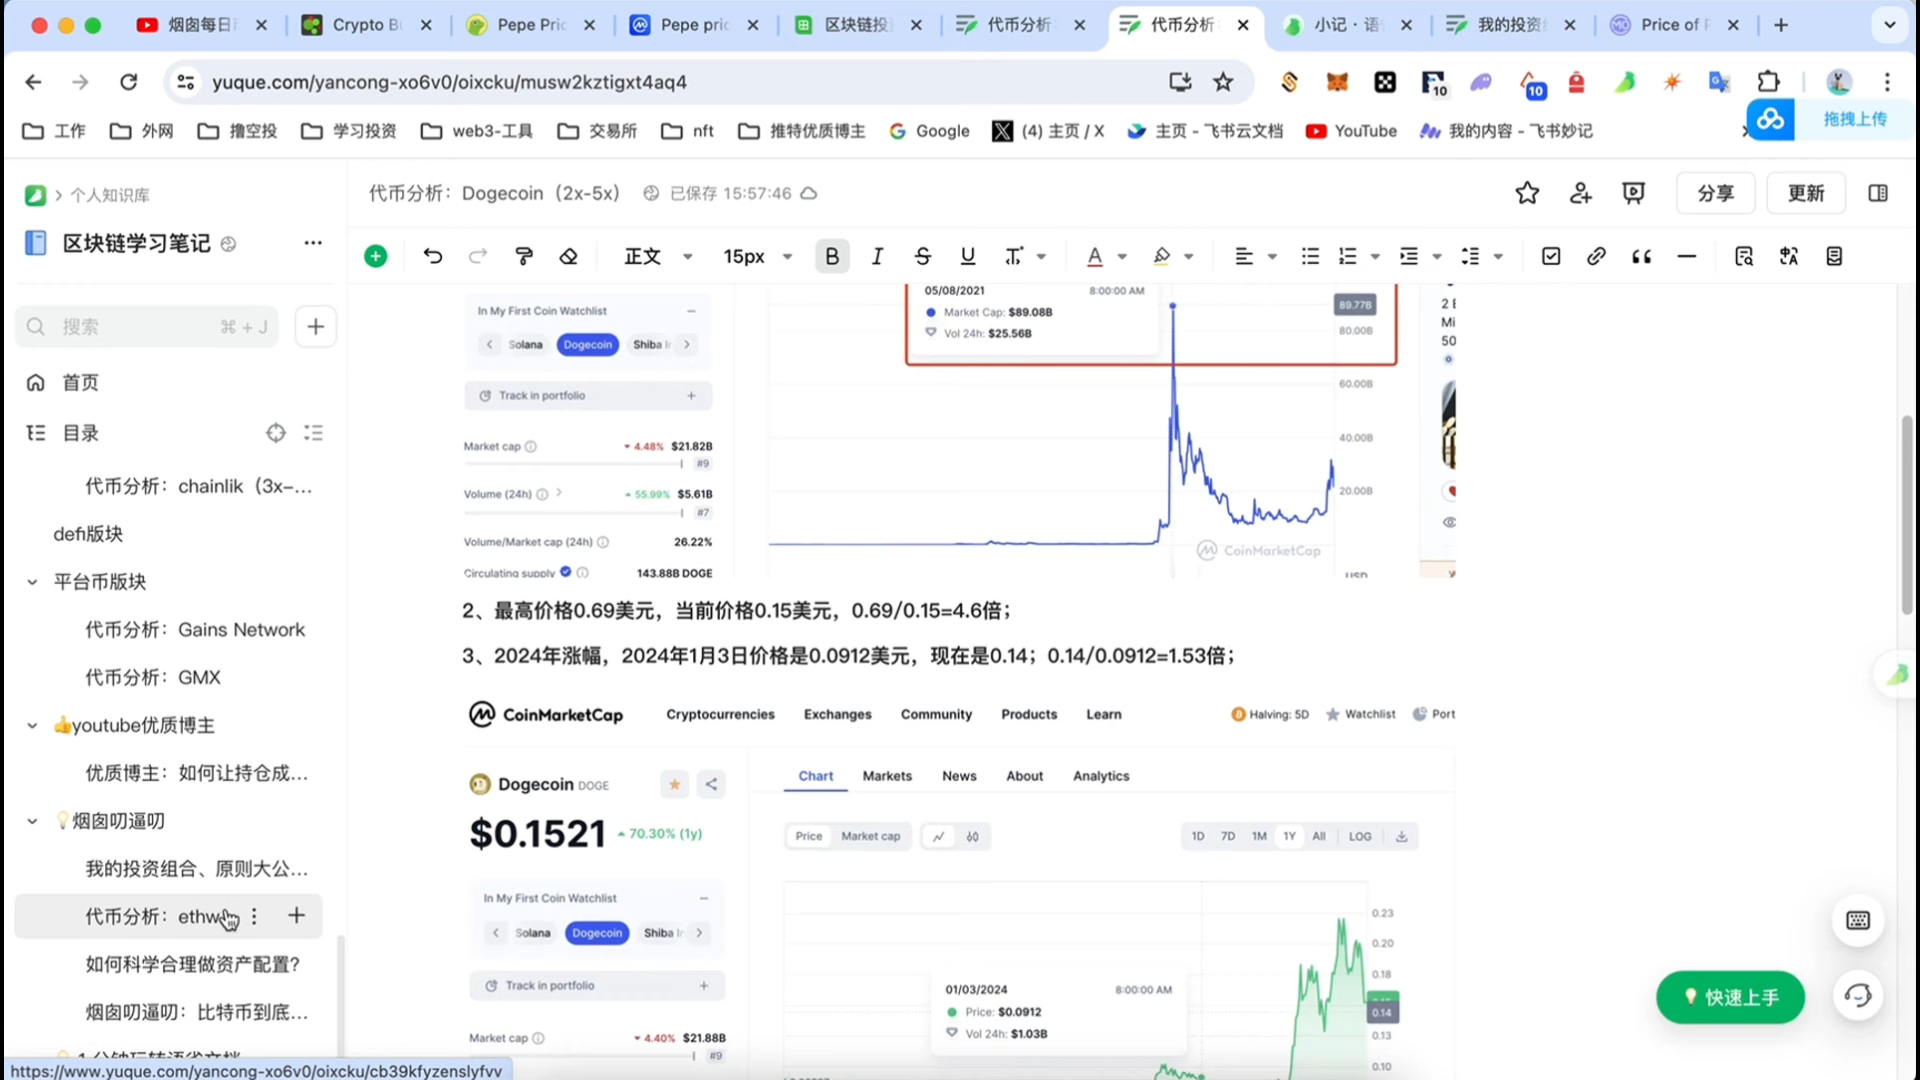 烟囱每日币
Crypto Bu
Pepe Pric
Pepe pric
区块链投
代币分析
代币分析
小记 · 语
我的投资
Price of P
yuque.com/yancong-xo6v0/oixcku/musw2kztigxt4aq4
10
10
工作
外网
撸空投
学习投资
web3-工具
交易所
nft
推特优质博主
Google
(4) 主页 / X
主页 - 飞书云文档
YouTube
我的内容 - 飞书妙记
拖拽上传
个人知识库
代币分析：Dogecoin（2x-5x）
已保存 15:57:46
分享
更新
区块链学习笔记
正文
15px
搜索
⌘ + J
首页
目录
代币分析：chainlik（3x-...
defi版块
平台币版块
代币分析：Gains Network
代币分析：GMX
👍youtube优质博主
优质博主：如何让持仓成...
💡烟囱叨逼叨
我的投资组合、原则大公...
代币分析：ethw
如何科学合理做资产配置?
烟囱叨逼叨：比特币到底...
https://www.yuque.com/yancong-xo6v0/oixcku/cb39kfyzenslyfvv
In My First Coin Watchlist
Solana
Dogecoin
Shiba In
Track in portfolio
Market cap
4.48% $21.82B
#9
Volume (24h)
55.99% $5.61B
#7
Volume/Market cap (24h)
26.22%
Circulating supply
143.88B DOGE
05/08/2021
8:00:00 AM
Market Cap: $89.08B
Vol 24h: $25.56B
89.77B
80.00B
60.00B
40.00B
20.00B
CoinMarketCap
USD
2 E
Mi
50
2、最高价格0.69美元，当前价格0.15美元，0.69/0.15=4.6倍；
3、2024年涨幅，2024年1月3日价格是0.0912美元，现在是0.14；0.14/0.0912=1.53倍；
CoinMarketCap
Cryptocurrencies
Exchanges
Community
Products
Learn
Halving: 5D
Watchlist
Port
Dogecoin DOGE
$0.1521
70.30% (1y)
In My First Coin Watchlist
Solana
Dogecoin
Shiba In
Track in portfolio
Market cap
4.40% $21.88B
#9
Chart
Markets
News
About
Analytics
Price
Market cap
1D
7D
1M
1Y
All
LOG
01/03/2024
8:00:00 AM
Price: $0.0912
Vol 24h: $1.03B
0.23
0.20
0.18
0.14
0.13
0.10
快速上手